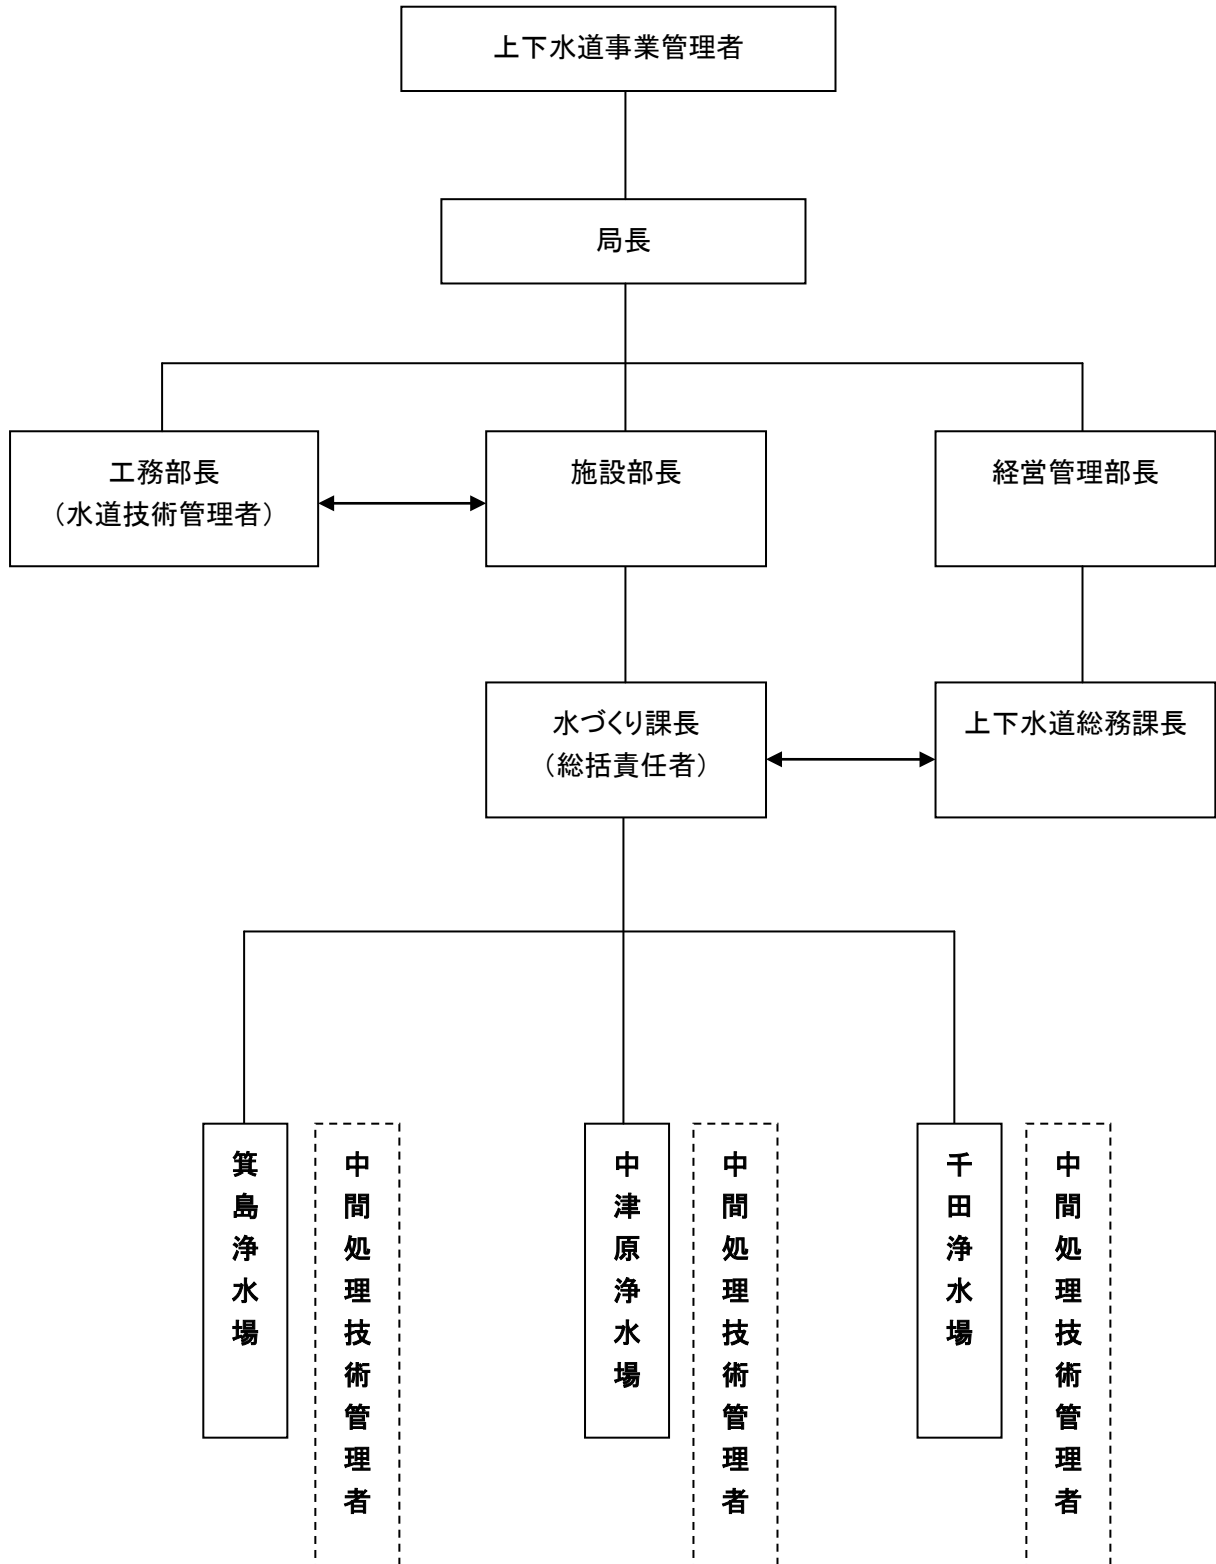 上下水道事業管理者
局長
工務部長
（水道技術管理者）
施設部長
経営管理部長
水づくり課長
（総括責任者）
上下水道総務課長
箕島浄水場
中間処理技術管理者
中津原浄水場
中間処理技術管理者
千田浄水場
中間処理技術管理者